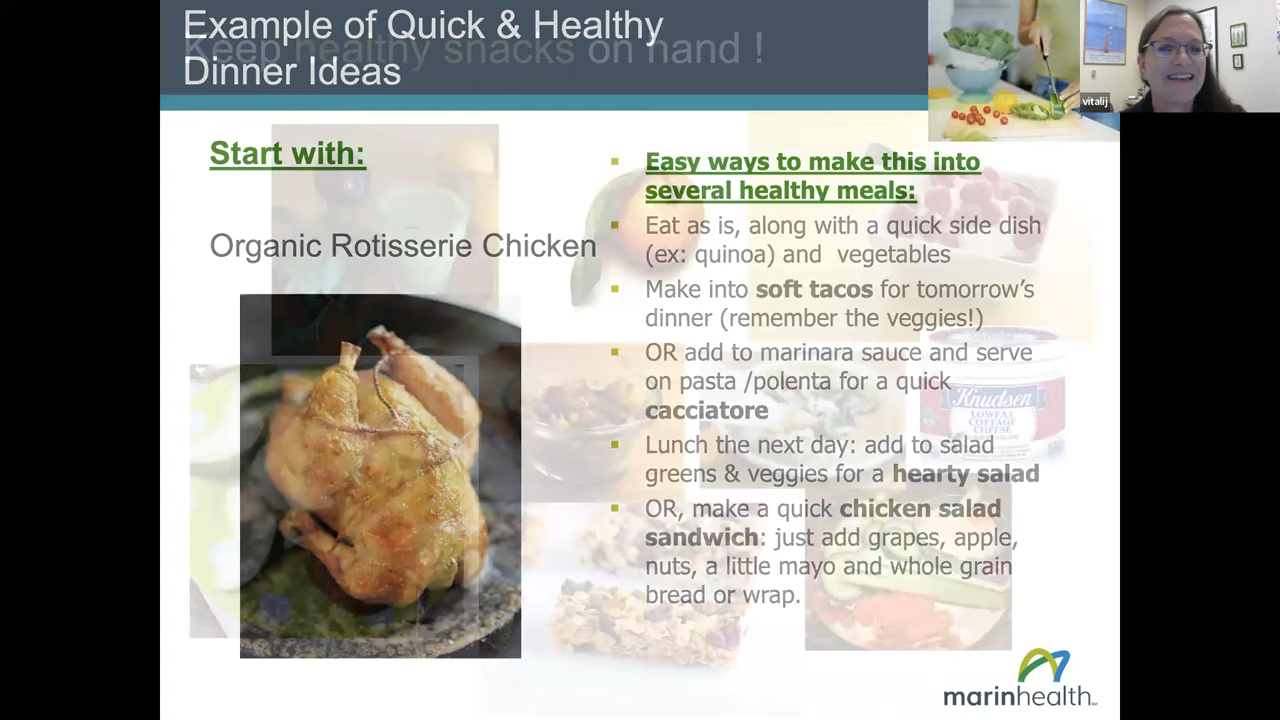 Example of Quick & Healthy
Keep healthy snacks on hand !
Dinner Ideas
vitalij
Start with:
Organic Rotisserie Chicken
▪ Easy ways to make this into
several healthy meals:
▪ Eat as is, along with a quick side dish
(ex: quinoa) and vegetables
▪ Make into soft tacos for tomorrow's
dinner (remember the veggies!)
▪ OR add to marinara sauce and serve
on pasta /polenta for a quick
cacciatore
▪ Lunch the next day: add to salad
greens & veggies for a hearty salad
▪ OR, make a quick chicken salad
sandwich: just add grapes, apple,
nuts, a little mayo and whole grain
bread or wrap.
Knudsen
LOWFAT
COTTAGE
CHEESE
marinhealth